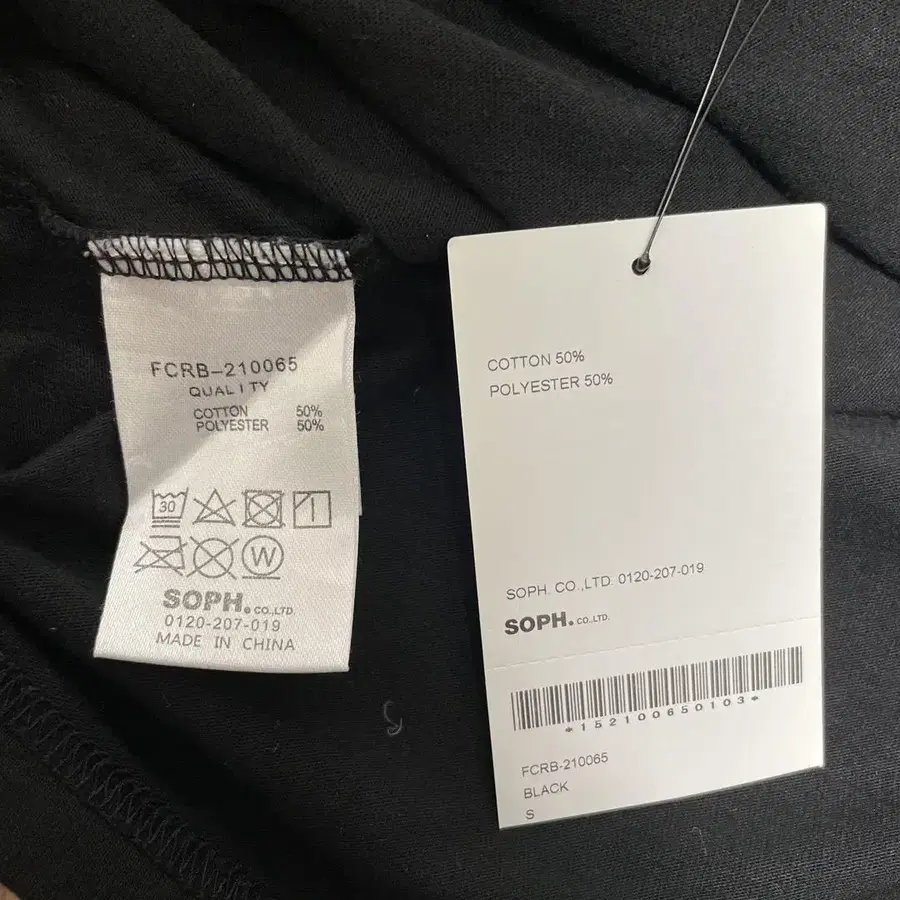 FCRB-210065
QUALITY
COTTON 50%
POLYESTER 50%
30
W
SOPH. CO.,LTD.
0120-207-019
MADE IN CHINA
COTTON 50%
POLYESTER 50%
SOPH. CO.,LTD. 0120-207-019
SOPH. CO.,LTD.
*152100650103*
FCRB-210065
BLACK
S